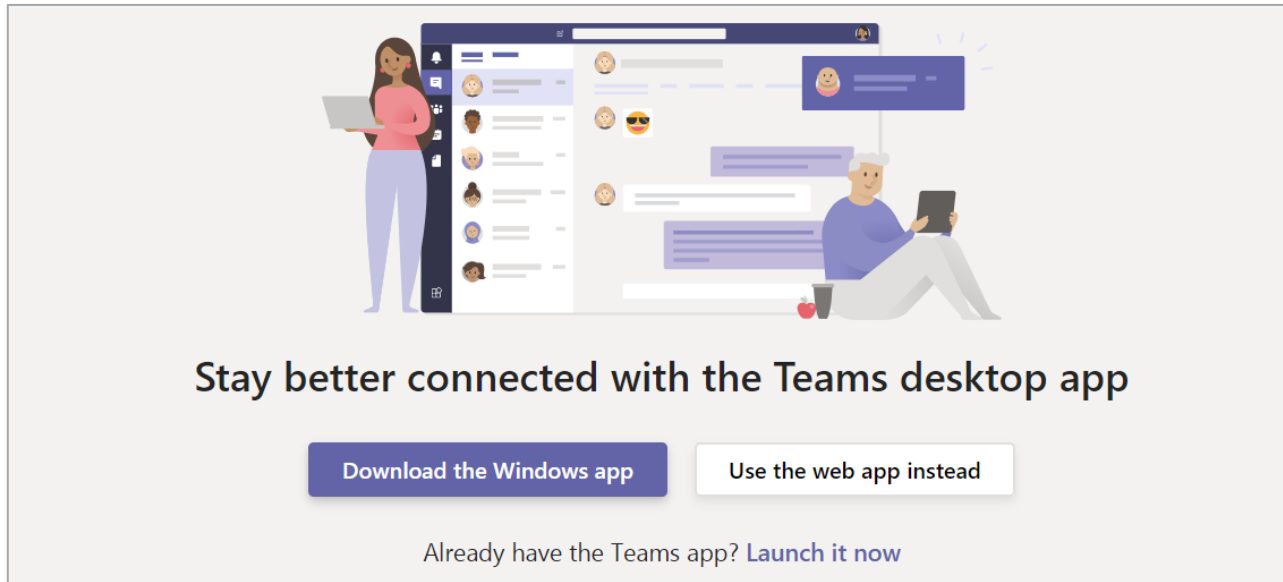 Stay better connected with the Teams desktop app
Download the Windows app
Use the web app instead
Already have the Teams app? Launch it now